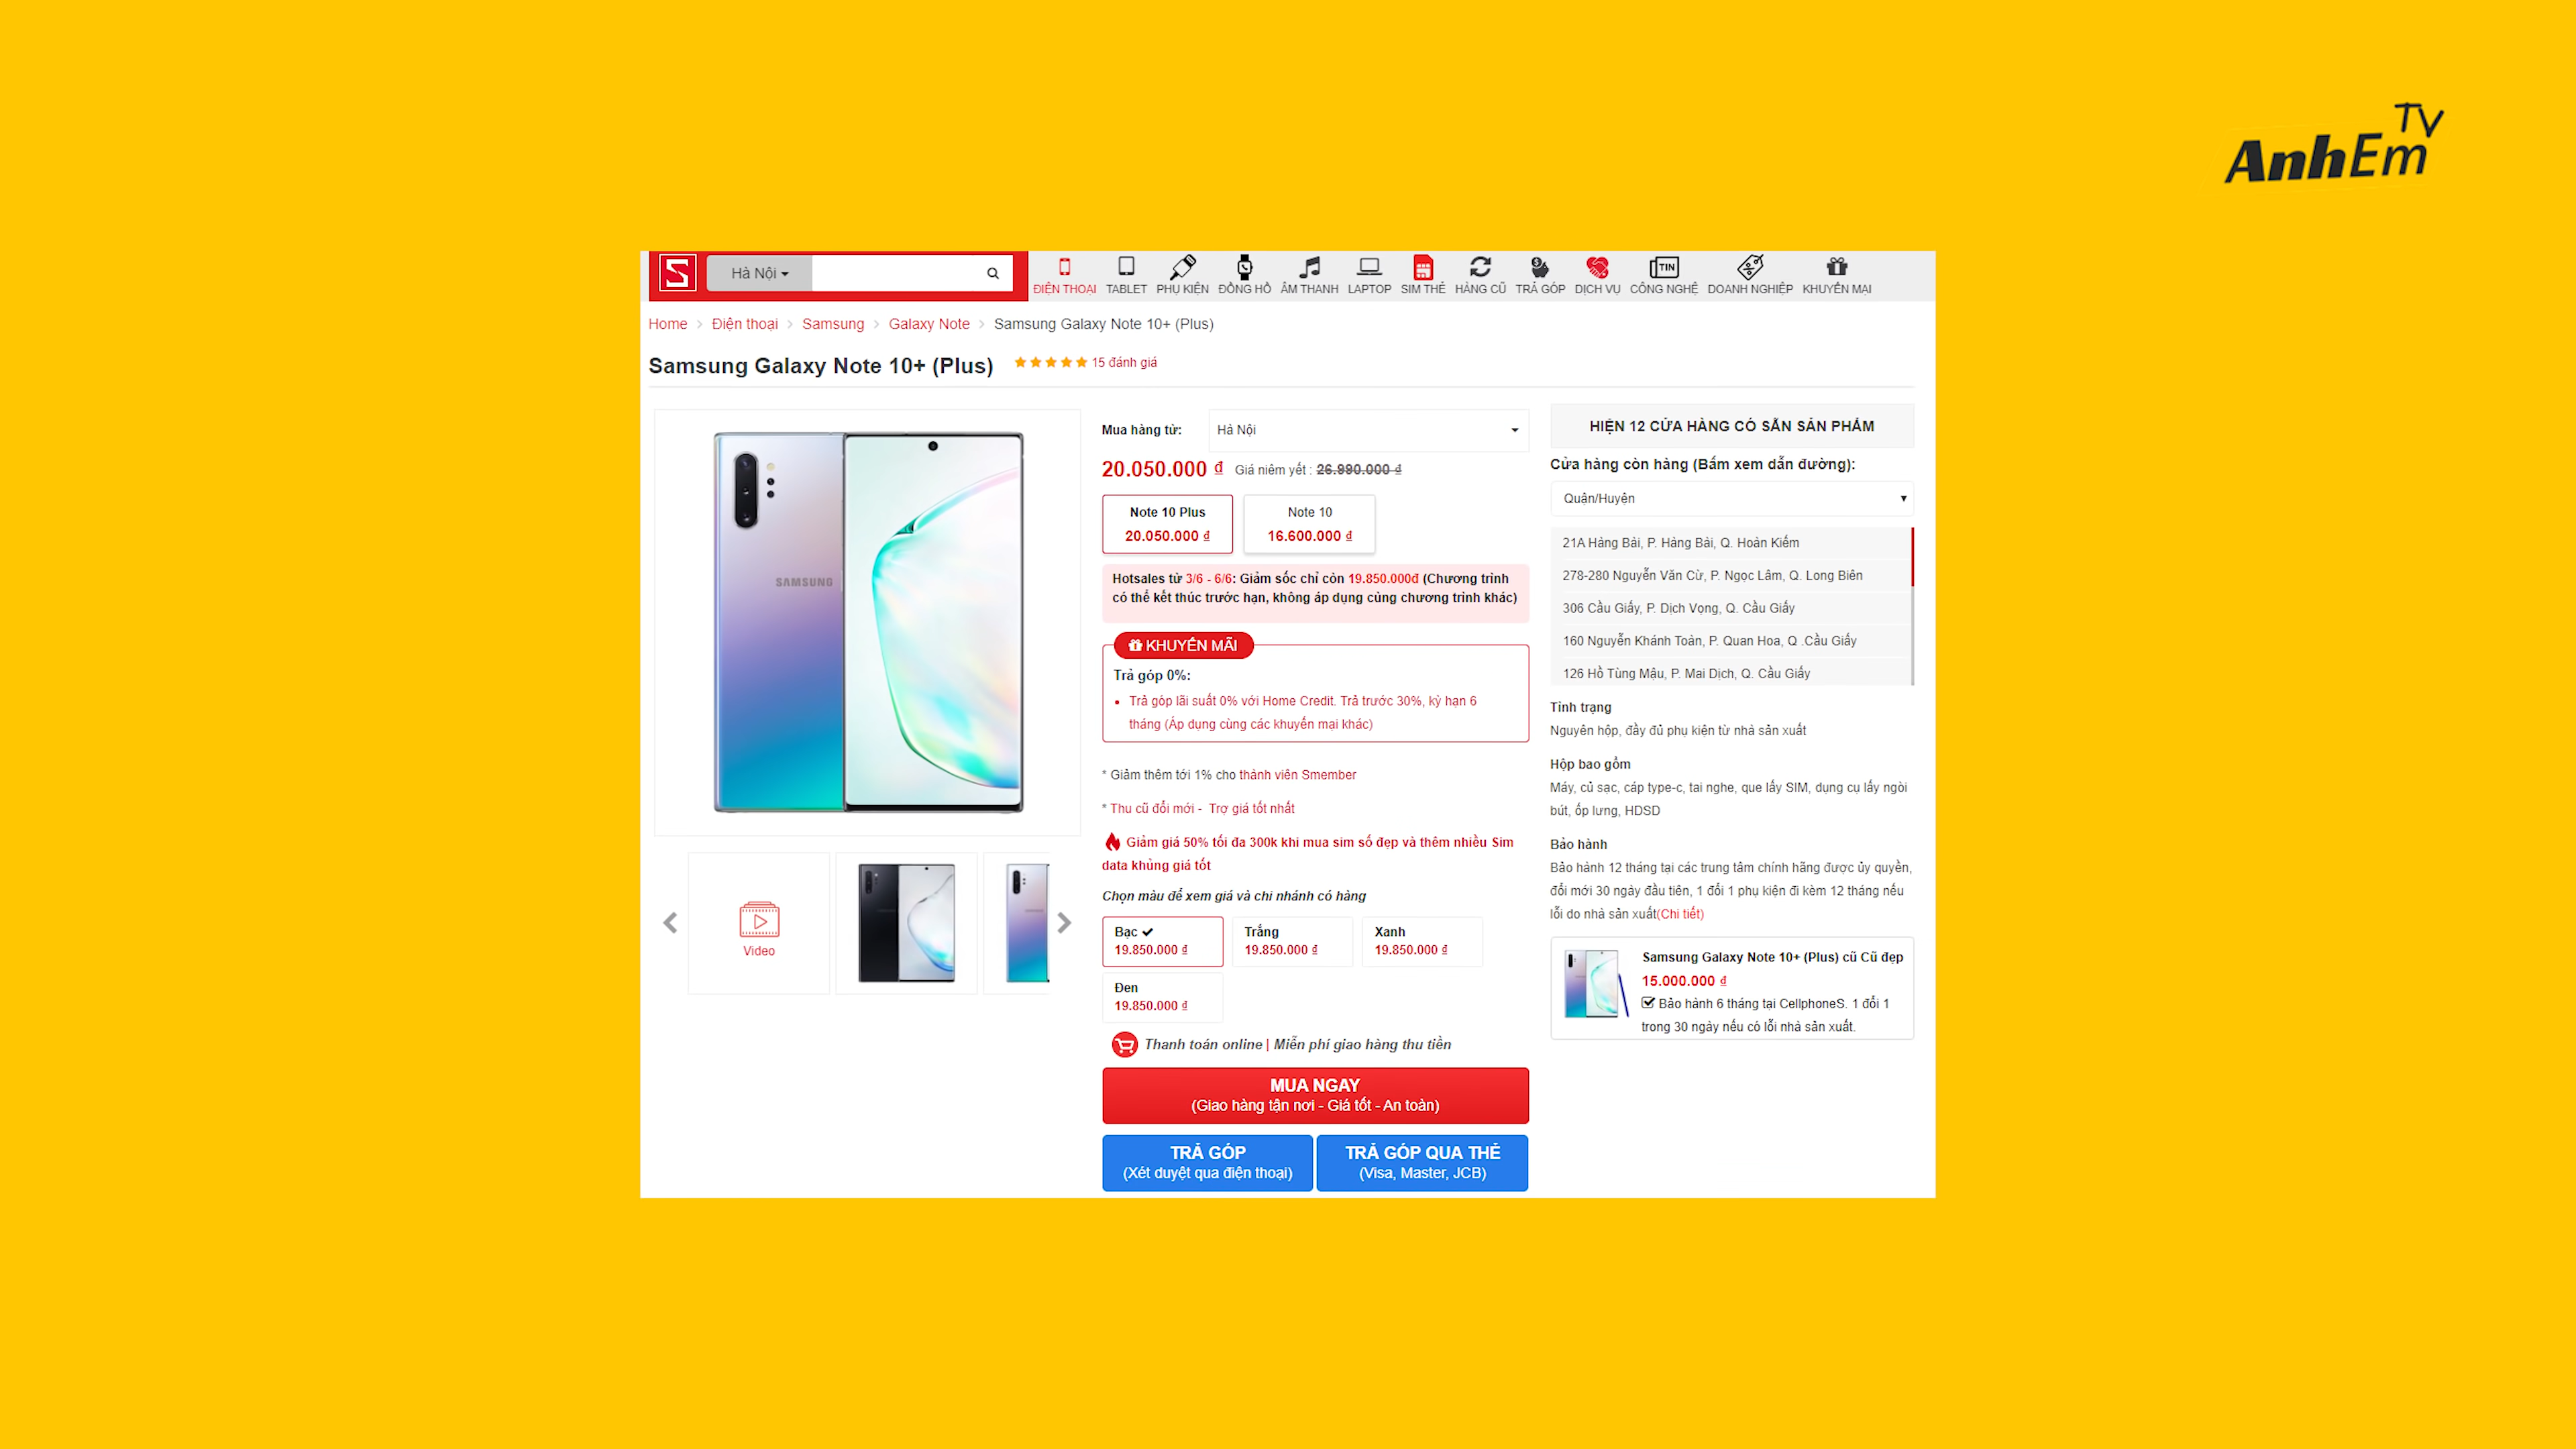 AnhEm TV
Hà Nội
ĐIỆN THOẠI TABLET PHỤ KIỆN ĐỒNG HỒ ÂM THANH LAPTOP SIM THẺ HÀNG CŨ TRẢ GÓP DỊCH VỤ CÔNG NGHỆ DOANH NGHIỆP KHUYẾN MẠI
TIN
Home > Điện thoại > Samsung > Galaxy Note > Samsung Galaxy Note 10+ (Plus)
Samsung Galaxy Note 10+ (Plus) 15 đánh giá
SAMSUNG
Video
Mua hàng từ: Hà Nội
20.050.000 ₫ Giá niêm yết : 26.990.000 ₫
Note 10 Plus
20.050.000 ₫
Note 10
16.600.000 ₫
Hotsales từ 3/6 - 6/6: Giảm sốc chỉ còn 19.850.000đ (Chương trình
có thể kết thúc trước hạn, không áp dụng cùng chương trình khác)
KHUYẾN MÃI
Trả góp 0%:
Trả góp lãi suất 0% với Home Credit. Trả trước 30%, kỳ hạn 6
tháng (Áp dụng cùng các khuyến mại khác)
* Giảm thêm tới 1% cho thành viên Smember
* Thu cũ đổi mới - Trợ giá tốt nhất
Giảm giá 50% tối đa 300k khi mua sim số đẹp và thêm nhiều Sim
data khủng giá tốt
Chọn màu để xem giá và chi nhánh có hàng
Bạc
19.850.000 ₫
Trắng
19.850.000 ₫
Xanh
19.850.000 ₫
Đen
19.850.000 ₫
Thanh toán online | Miễn phí giao hàng thu tiền
MUA NGAY
(Giao hàng tận nơi - Giá tốt - An toàn)
TRẢ GÓP
(Xét duyệt qua điện thoại)
TRẢ GÓP QUA THẺ
(Visa, Master, JCB)
HIỆN 12 CỬA HÀNG CÓ SẴN SẢN PHẨM
Cửa hàng còn hàng (Bấm xem dẫn đường):
Quận/Huyện
21A Hàng Bài, P. Hàng Bài, Q. Hoàn Kiếm
278-280 Nguyễn Văn Cừ, P. Ngọc Lâm, Q. Long Biên
306 Cầu Giấy, P. Dịch Vọng, Q. Cầu Giấy
160 Nguyễn Khánh Toàn, P. Quan Hoa, Q .Cầu Giấy
126 Hồ Tùng Mậu, P. Mai Dịch, Q. Cầu Giấy
Tình trạng
Nguyên hộp, đầy đủ phụ kiện từ nhà sản xuất
Hộp bao gồm
Máy, củ sạc, cáp type-c, tai nghe, que lấy SIM, dụng cụ lấy ngòi
bút, ốp lưng, HDSD
Bảo hành
Bảo hành 12 tháng tại các trung tâm chính hãng được ủy quyền,
đổi mới 30 ngày đầu tiên, 1 đổi 1 phụ kiện đi kèm 12 tháng nếu
lỗi do nhà sản xuất(Chi tiết)
Samsung Galaxy Note 10+ (Plus) cũ Cũ đẹp
15.000.000 ₫
Bảo hành 6 tháng tại CellphoneS. 1 đổi 1
trong 30 ngày nếu có lỗi nhà sản xuất.